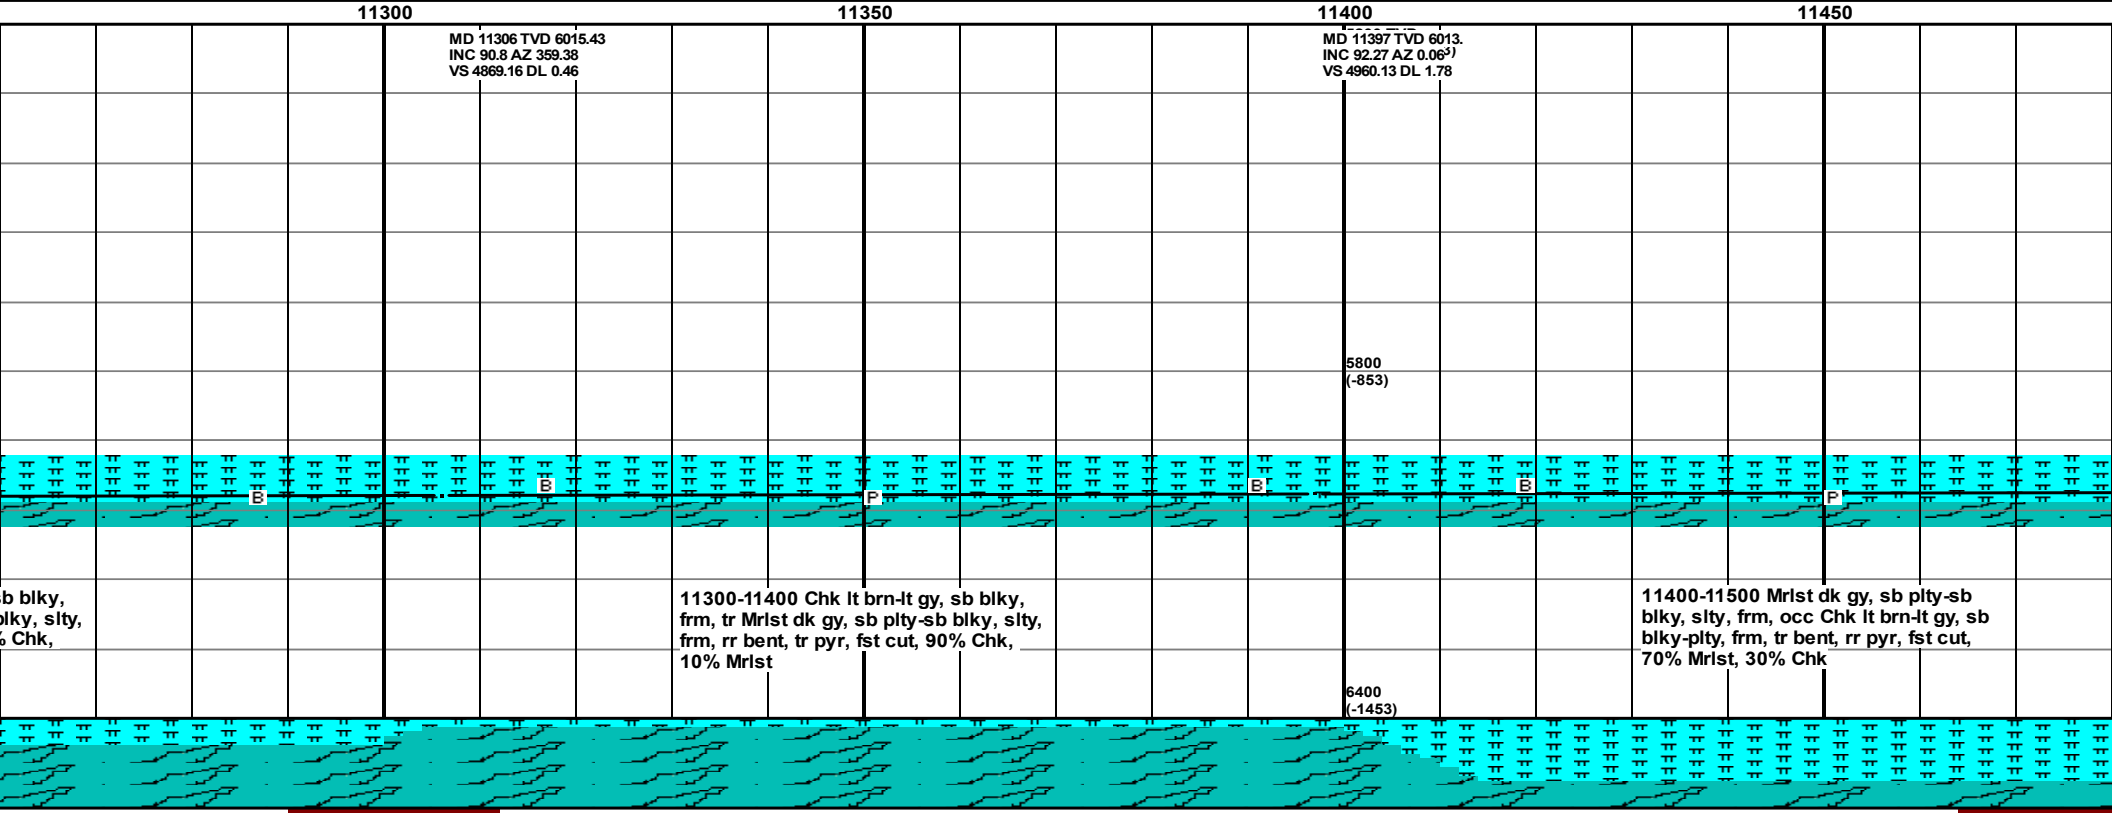 11300 11350 11400 11450
MD 11306 TVD 6015.43
INC 90.8 AZ 359.38
VS 4869.16 DL 0.46
MD 11397 TVD 6013.
INC 92.27 AZ 0.06
VS 4960.13 DL 1.78
5800
(-853)
B B P B B P
sb blky,
blky, slty,
% Chk,
11300-11400 Chk lt brn-lt gy, sb blky,
frm, tr Mrlst dk gy, sb plty-sb blky, slty,
frm, rr bent, tr pyr, fst cut, 90% Chk,
10% Mrlst
11400-11500 Mrlst dk gy, sb plty-sb
blky, slty, frm, occ Chk lt brn-lt gy, sb
blky-plty, frm, tr bent, rr pyr, fst cut,
70% Mrlst, 30% Chk
6400
(-1453)